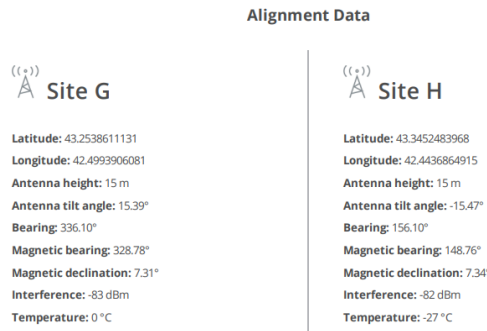 Alignment Data
Site G
Latitude: 43.2538611131
Longitude: 42.4993906081
Antenna height: 15 m
Antenna tilt angle: 15.39°
Bearing: 336.10°
Magnetic bearing: 328.78°
Magnetic declination: 7.31°
Interference: -83 dBm
Temperature: 0 °C
Site H
Latitude: 43.3452483968
Longitude: 42.4436864915
Antenna height: 15 m
Antenna tilt angle: -15.47°
Bearing: 156.10°
Magnetic bearing: 148.76°
Magnetic declination: 7.34°
Interference: -82 dBm
Temperature: -27 °C